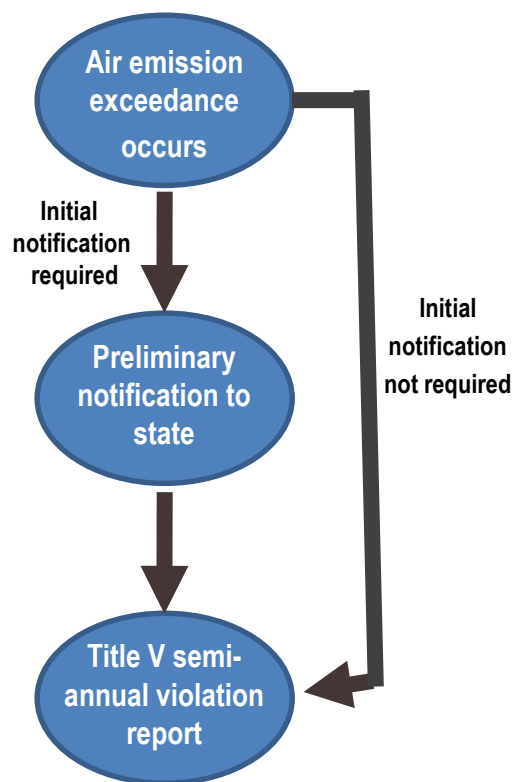 Air emission
exceedance
occurs
Initial
notification
required
Initial
notification
not required
Preliminary
notification to
state
Title V semi-
annual violation
report